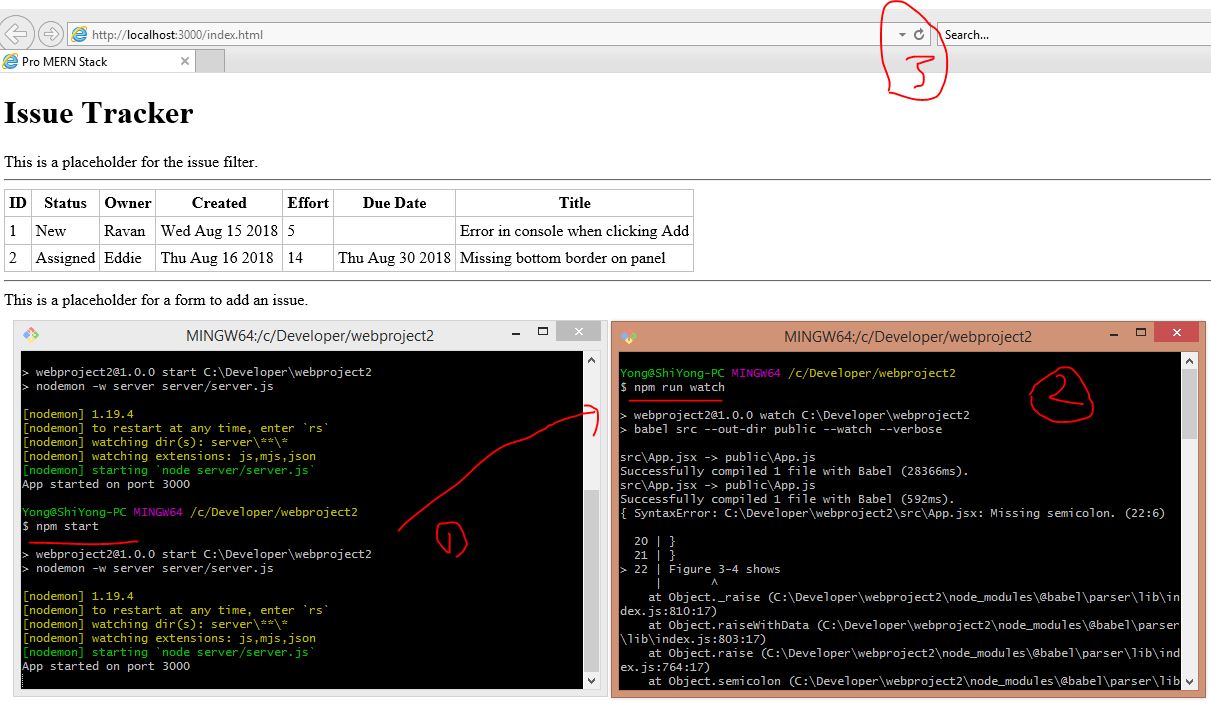 http://localhost:3000/index.html
Search...
3
Pro MERN Stack
Issue Tracker
This is a placeholder for the issue filter.
ID Status Owner Created Effort Due Date Title
1 New Ravan Wed Aug 15 2018 5 Error in console when clicking Add
2 Assigned Eddie Thu Aug 16 2018 14 Thu Aug 30 2018 Missing bottom border on panel
This is a placeholder for a form to add an issue.
MINGW64:/c/Developer/webproject2
> webproject2@1.0.0 start C:\Developer\webproject2
> nodemon -w server server/server.js
[nodemon] 1.19.4
[nodemon] to restart at any time, enter `rs`
[nodemon] watching dir(s): server\**\*
[nodemon] watching extensions: js,mjs,json
[nodemon] starting `node server/server.js`
App started on port 3000
Yong@ShiYong-PC MINGW64 /c/Developer/webproject2
$ npm start
1
> webproject2@1.0.0 start C:\Developer\webproject2
> nodemon -w server server/server.js
[nodemon] 1.19.4
[nodemon] to restart at any time, enter `rs`
[nodemon] watching dir(s): server\**\*
[nodemon] watching extensions: js,mjs,json
[nodemon] starting `node server/server.js`
App started on port 3000
MINGW64:/c/Developer/webproject2
Yong@ShiYong-PC MINGW64 /c/Developer/webproject2
$ npm run watch
2
> webproject2@1.0.0 watch C:\Developer\webproject2
> babel src --out-dir public --watch --verbose
src\App.jsx -> public\App.js
Successfully compiled 1 file with Babel (28366ms).
src\App.jsx -> public\App.js
Successfully compiled 1 file with Babel (592ms).
{ SyntaxError: C:\Developer\webproject2\src\App.jsx: Missing semicolon. (22:6)
20 | }
21 | }
> 22 | Figure 3-4 shows
| ^
at Object._raise (C:\Developer\webproject2\node_modules\@babel\parser\lib\in
dex.js:810:17)
at Object.raiseWithData (C:\Developer\webproject2\node_modules\@babel\parser
\lib\index.js:803:17)
at Object.raise (C:\Developer\webproject2\node_modules\@babel\parser\lib\ind
ex.js:764:17)
at Object.semicolon (C:\Developer\webproject2\node_modules\@babel\parser\lib